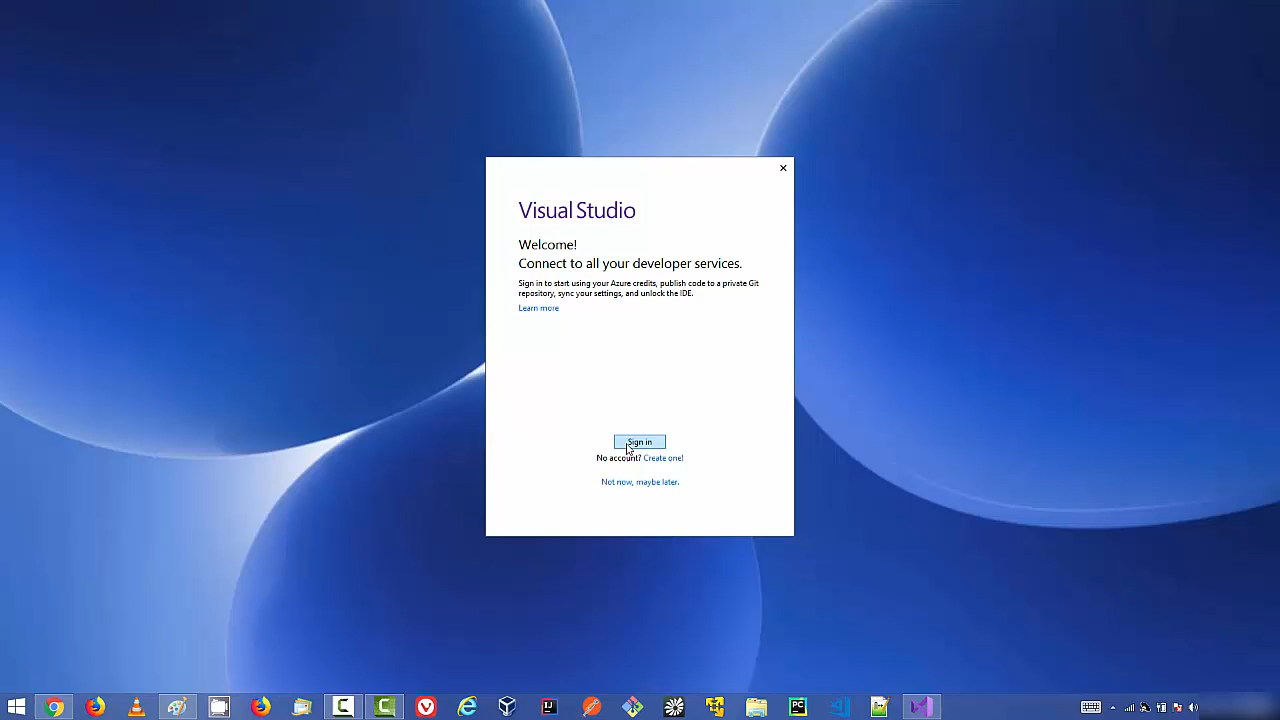 Visual Studio
Welcome!
Connect to all your developer services.
Sign in to start using your Azure credits, publish code to a private Git
repository, sync your settings, and unlock the IDE.
Learn more
Sign in
No account? Create one!
Not now, maybe later.